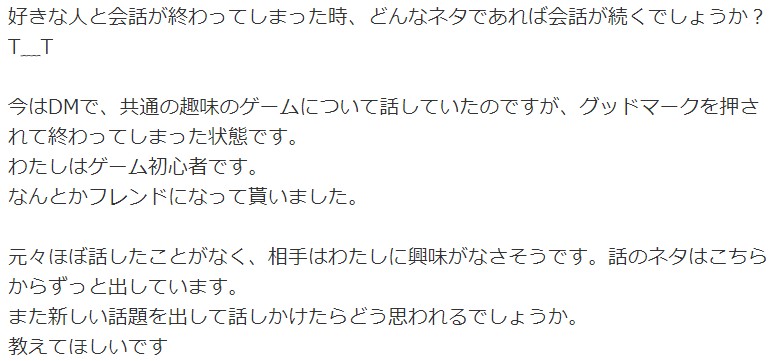 好きな人と会話が終わってしまった時、どんなネタであれば会話が続くでしょうか？
T﹏T
今はDMで、共通の趣味のゲームについて話していたのですが、グッドマークを押さ
れて終わってしまった状態です。
わたしはゲーム初心者です。
なんとかフレンドになって貰いました。
元々ほぼ話したことがなく、相手はわたしに興味がなさそうです。話のネタはこちら
からずっと出しています。
また新しい話題を出して話しかけたらどう思われるでしょうか。
教えてほしいです